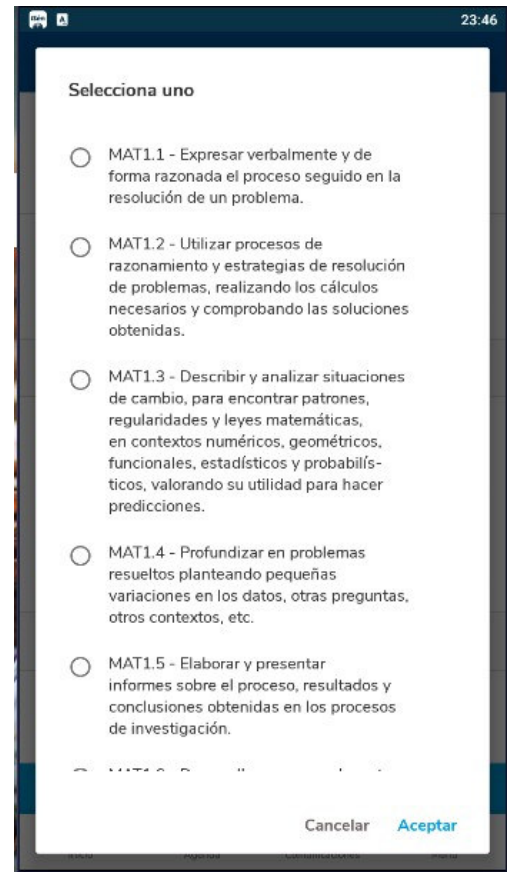 23:46
Selecciona uno
MAT1.1 - Expresar verbalmente y de
forma razonada el proceso seguido en la
resolución de un problema.
MAT1.2 - Utilizar procesos de
razonamiento y estrategias de resolución
de problemas, realizando los cálculos
necesarios y comprobando las soluciones
obtenidas.
MAT1.3 - Describir y analizar situaciones
de cambio, para encontrar patrones,
regularidades y leyes matemáticas,
en contextos numéricos, geométricos,
funcionales, estadísticos y probabilís-
ticos, valorando su utilidad para hacer
predicciones.
MAT1.4 - Profundizar en problemas
resueltos planteando pequeñas
variaciones en los datos, otras preguntas,
otros contextos, etc.
MAT1.5 - Elaborar y presentar
informes sobre el proceso, resultados y
conclusiones obtenidas en los procesos
de investigación.
Cancelar Aceptar